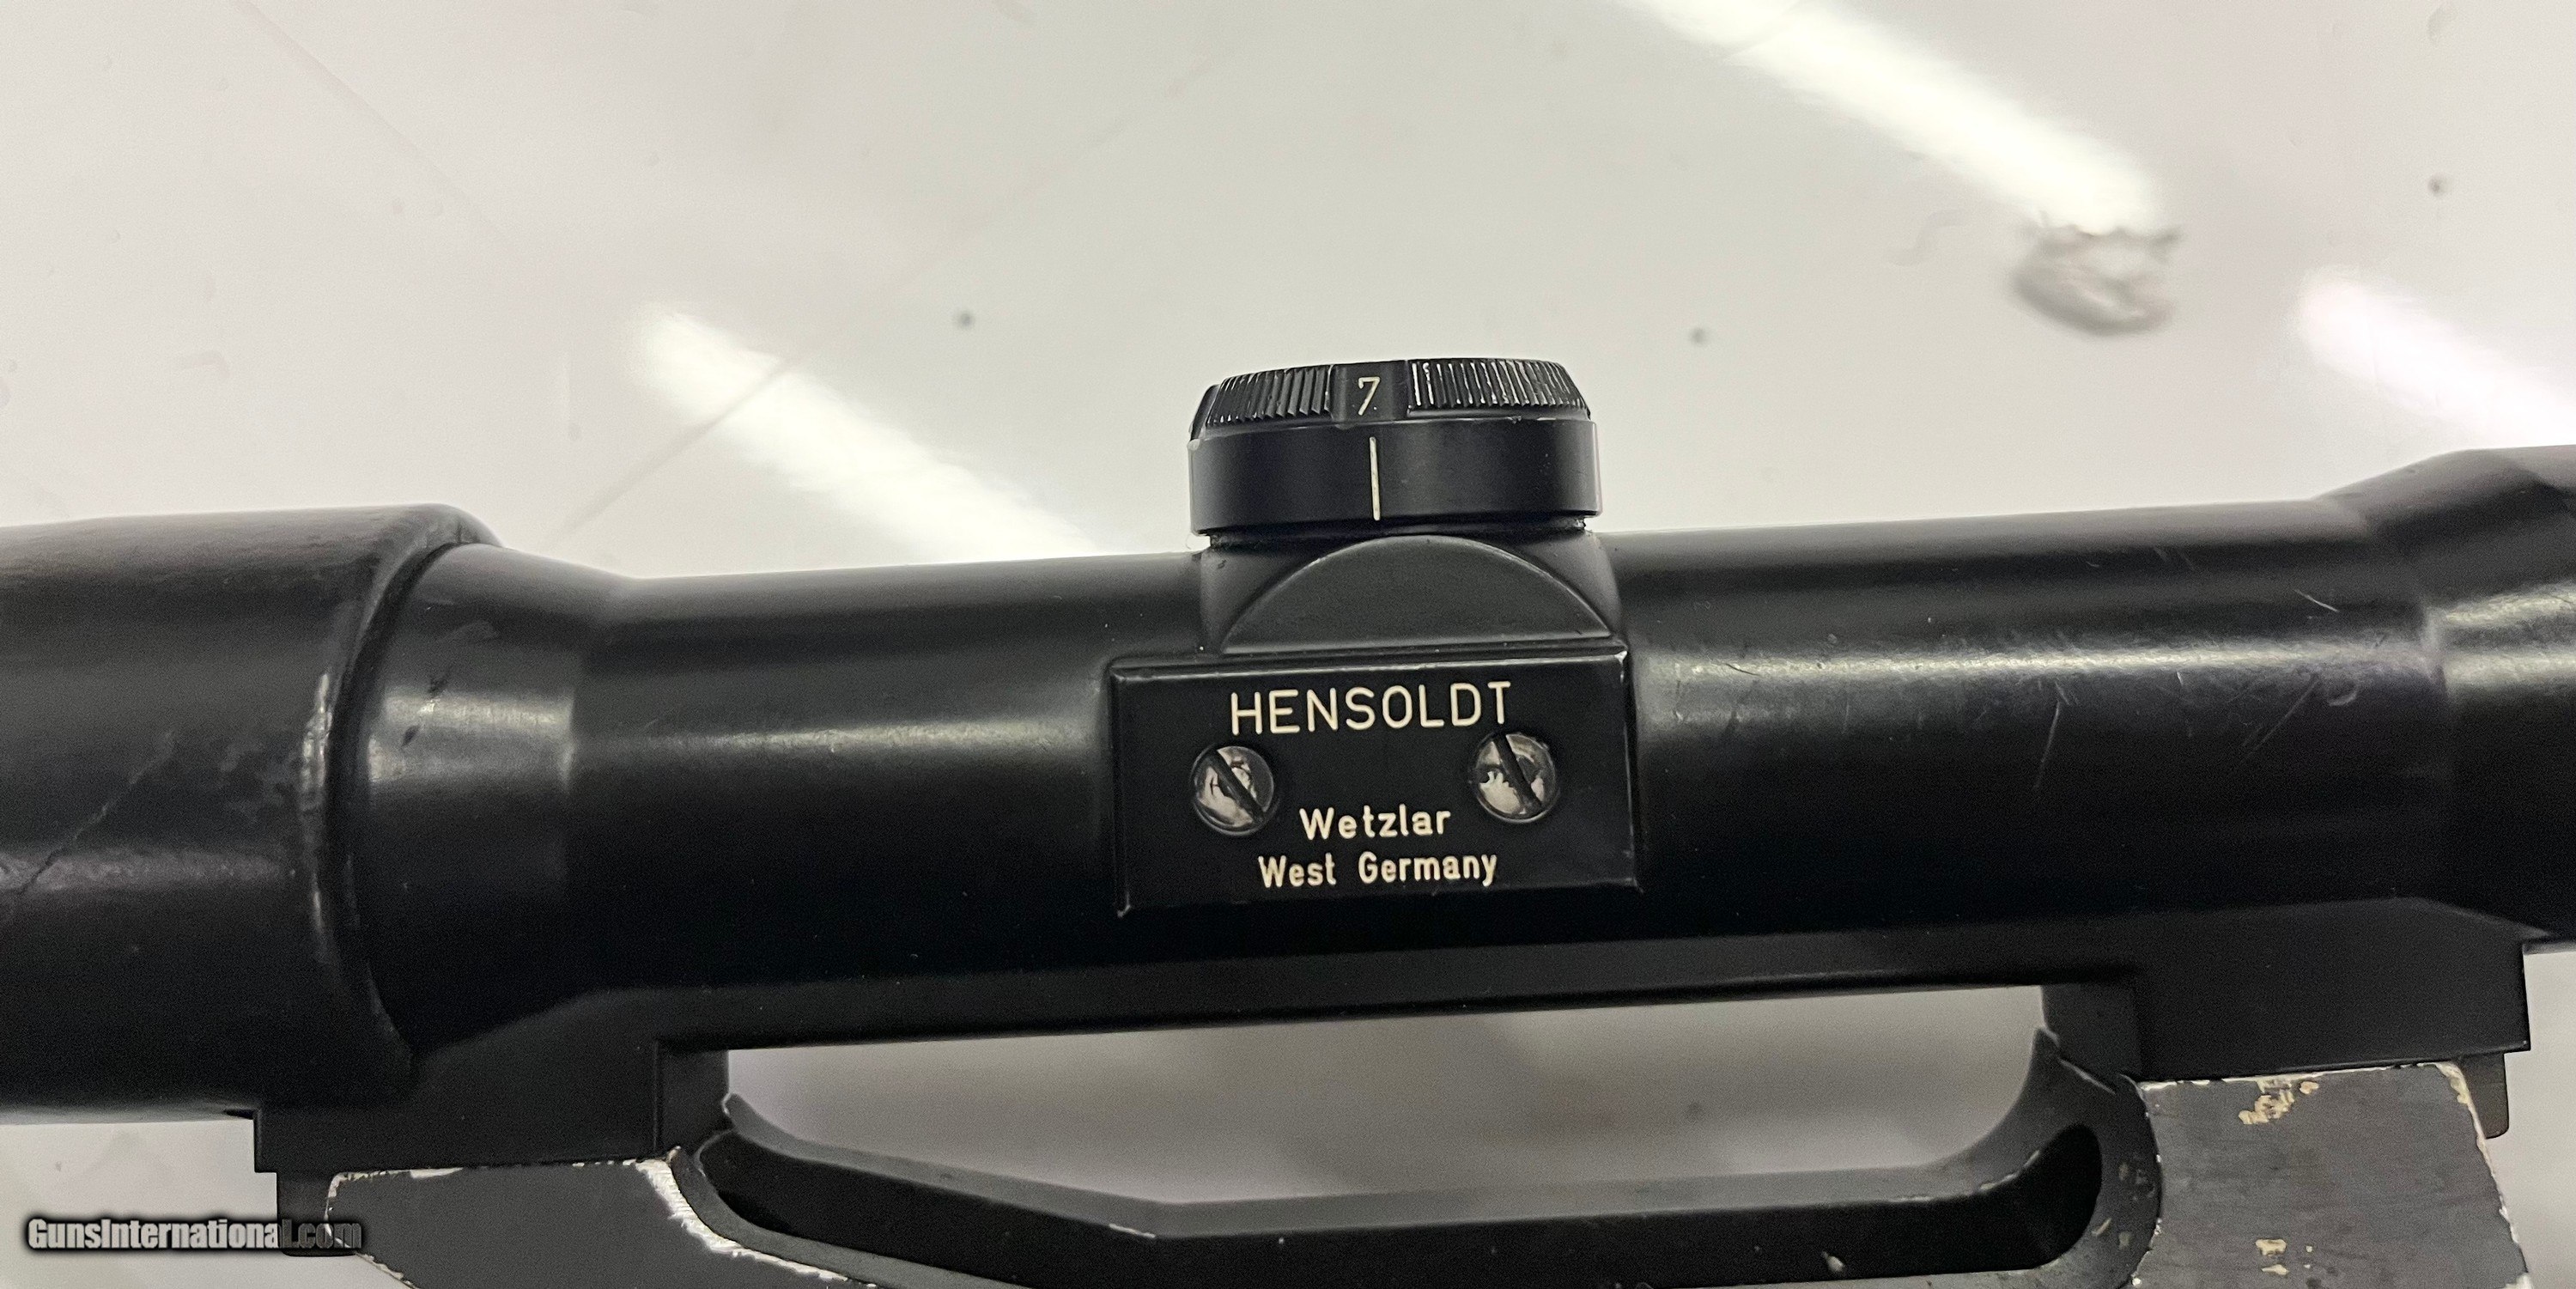 7
HENSOLDT
Wetzlar
West Germany
GunsInternational.com